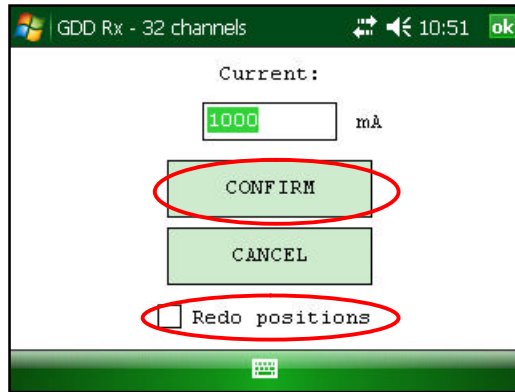 GDD Rx - 32 channels 10:51 ok
Current:
1000 mA
CONFIRM
CANCEL
Redo positions